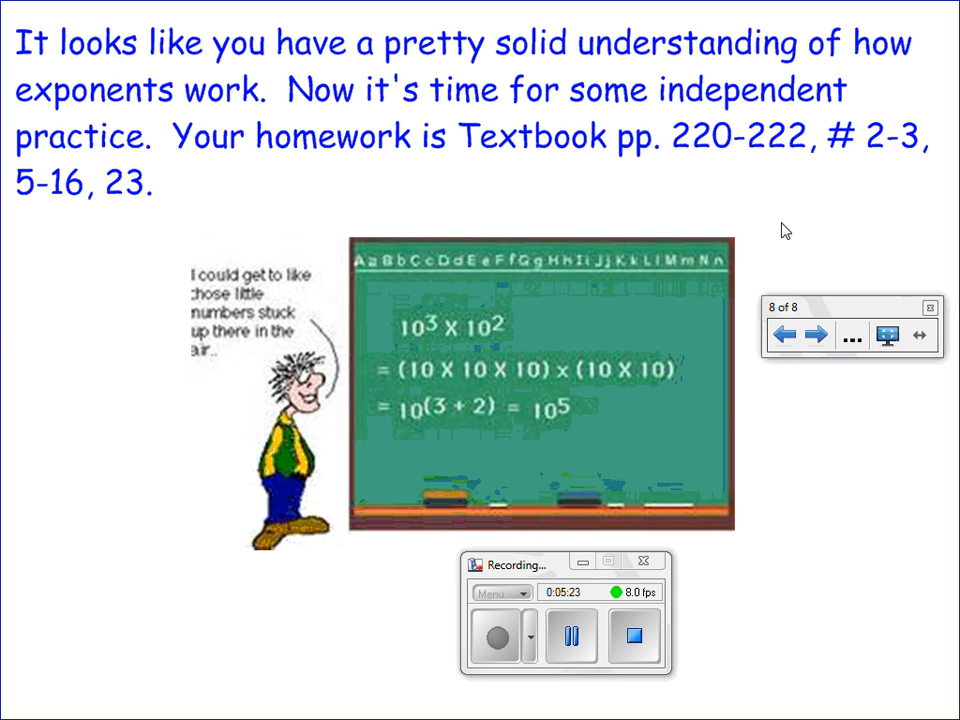 It looks like you have a pretty solid understanding of how
exponents work. Now it's time for some independent
practice. Your homework is Textbook pp. 220-222, # 2-3,
5-16, 23.
I could get to like
those little
numbers stuck
up there in the
air..
AaBbCcDdEeFfGgHhIiJjKkLlMmNn
10³ X 10²
= (10 X 10 X 10) x (10 X 10)
= 10⁽³ ⁺ ²⁾ = 10⁵
8 of 8
...
Recording...
Menu
0:05:23
8.0 fps